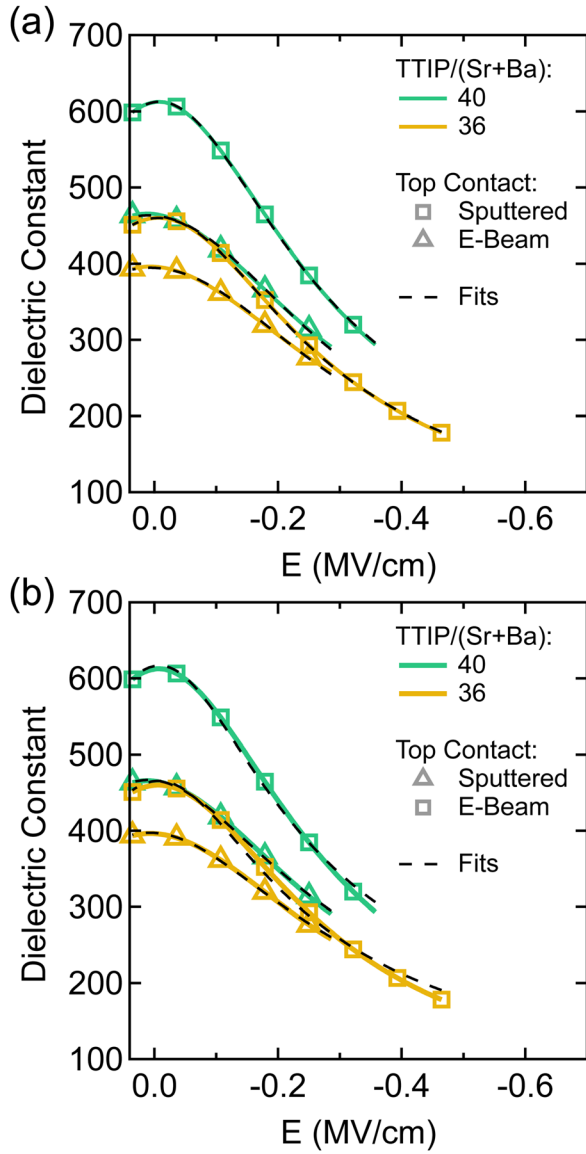 (a)
700
600
500
400
300
200
100
Dielectric Constant
TTIP/(Sr+Ba):
40
36
Top Contact:
Sputtered
E-Beam
Fits
0.0 -0.2 -0.4 -0.6
E (MV/cm)
(b)
700
600
500
400
300
200
100
Dielectric Constant
TTIP/(Sr+Ba):
40
36
Top Contact:
Sputtered
E-Beam
Fits
0.0 -0.2 -0.4 -0.6
E (MV/cm)